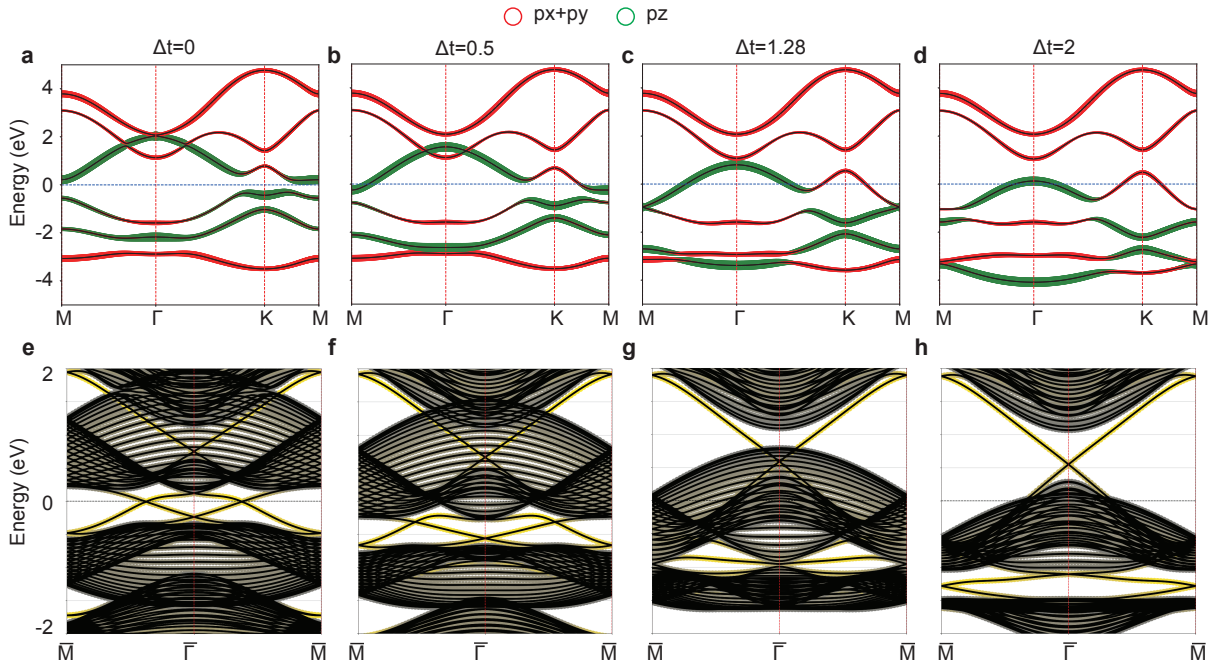 px+py pz
Δt=0 Δt=0.5 Δt=1.28 Δt=2
a b c d
Energy (eV)
4
2
0
-2
-4
M Γ K M M Γ K M M Γ K M M Γ K M
e f g h
Energy (eV)
2
0
-2
M̅ Γ̅ M̅ M̅ Γ̅ M̅ M̅ Γ̅ M̅ M̅ Γ̅ M̅